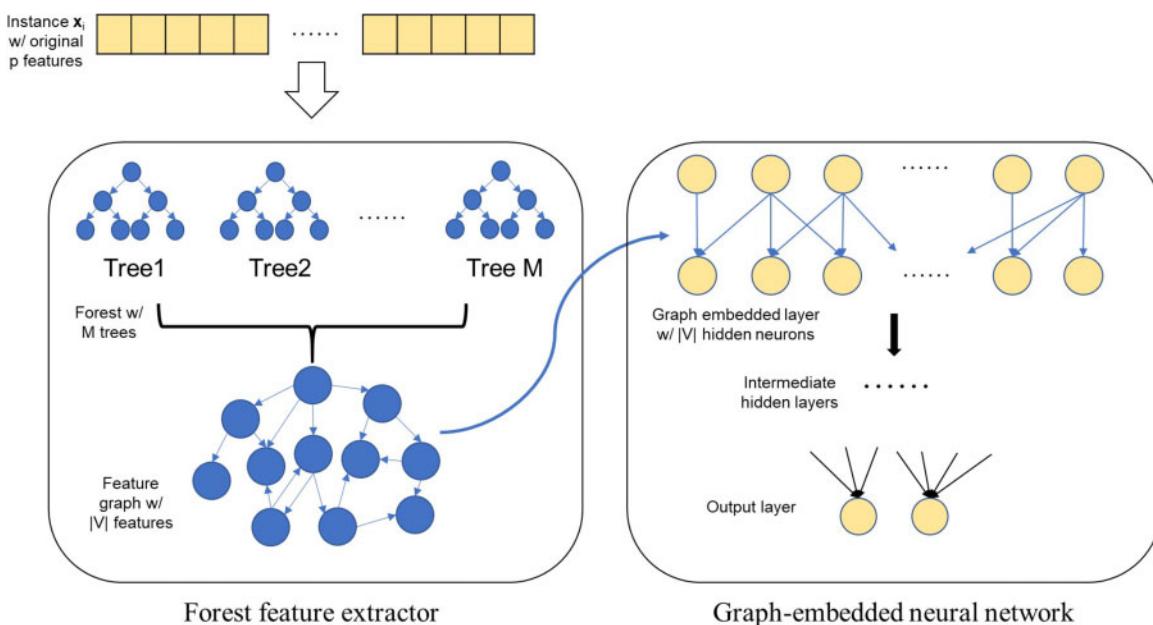 Instance xᵢ
w/ original
p features
......
Tree1
Tree2
......
Tree M
Forest w/
M trees
Feature
graph w/
|V| features
Forest feature extractor
......
......
Graph embedded layer
w/ |V| hidden neurons
Intermediate
hidden layers
......
Output layer
Graph-embedded neural network